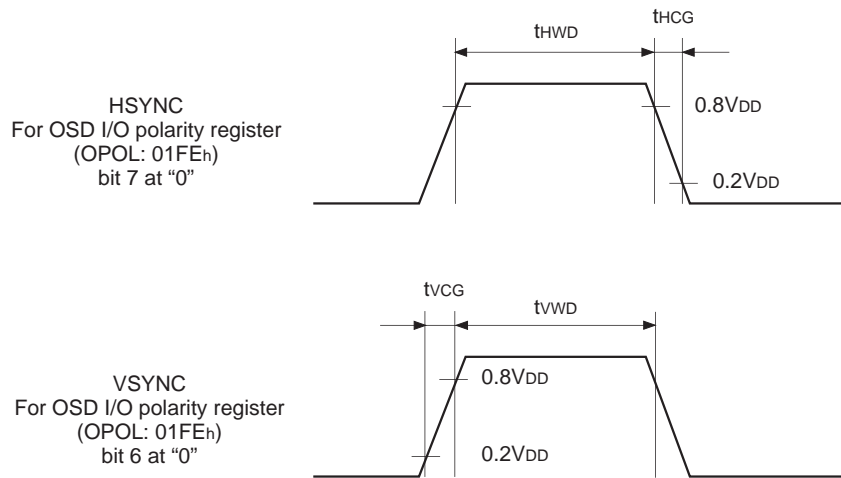 tHWD
tHCG
HSYNC
For OSD I/O polarity register
(OPOL: 01FEh)
bit 7 at “0”
0.8VDD
0.2VDD
tVCG
tVWD
VSYNC
For OSD I/O polarity register
(OPOL: 01FEh)
bit 6 at “0”
0.8VDD
0.2VDD